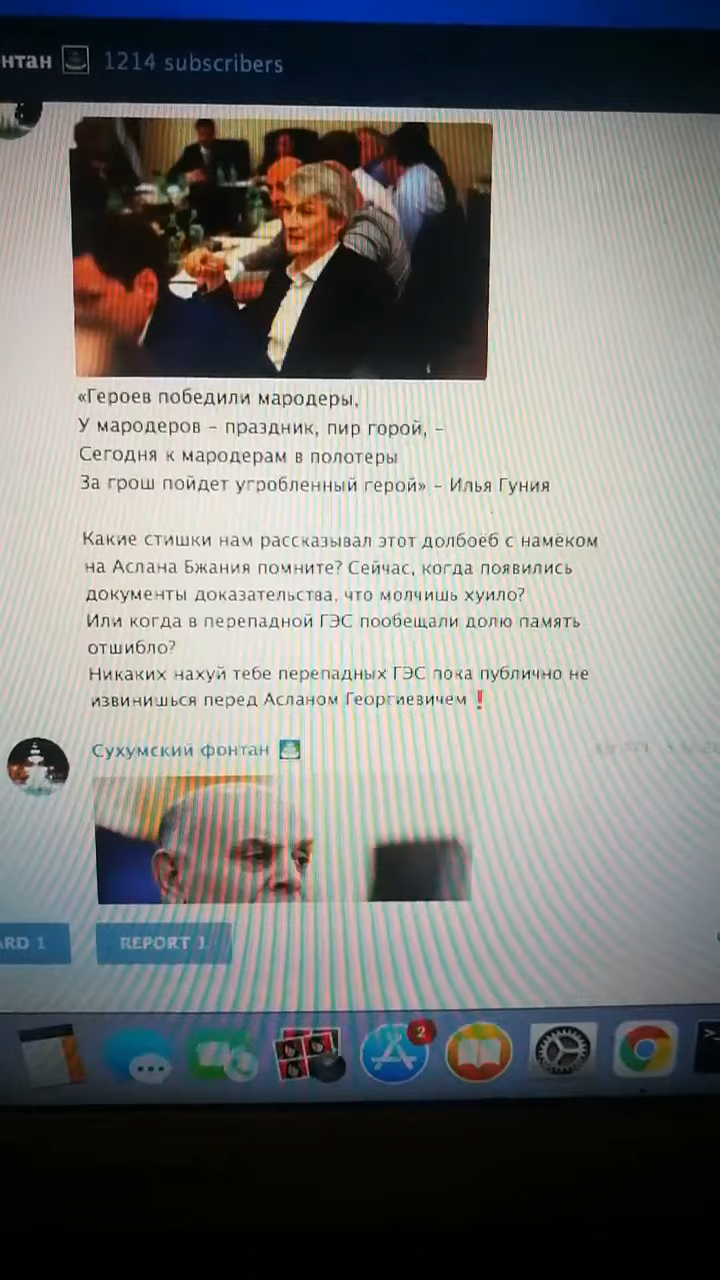 нтан 1214 subscribers
«Героев победили мародеры,
У мародеров – праздник, пир горой, –
Сегодня к мародерам в полотеры
За грош пойдет угробленный герой» – Илья Гуния
Какие стишки нам рассказывал этот долбоёб с намёком
на Аслана Бжания помните? Сейчас, когда появились
документы доказательства, что молчишь хуило?
Или когда в перепадной ГЭС пообещали долю память
отшибло?
Никаких нахуй тебе перепадных ГЭС пока публично не
извинишься перед Асланом Георгиевичем❗
Сухумский фонтан
ARD 1 REPORT 1
2